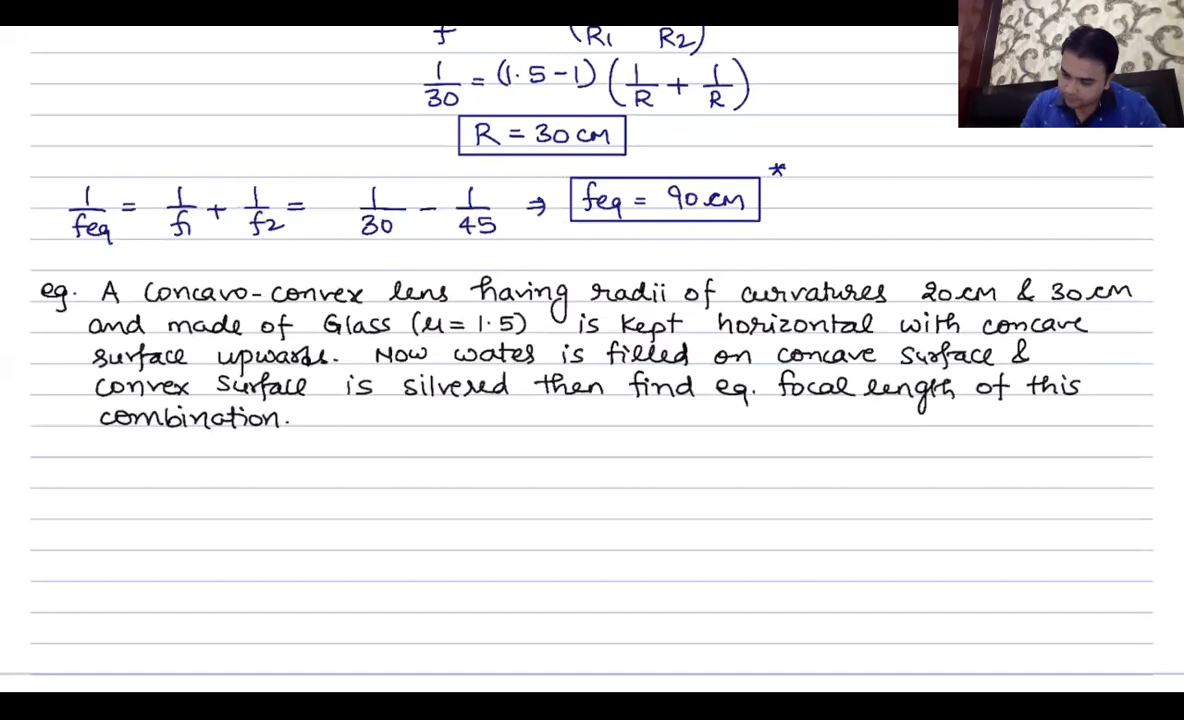 f (R1 R2)
1/30 = (1.5 - 1) (1/R + 1/R)
R = 30 cm
1/feq = 1/f1 + 1/f2 = 1/30 - 1/45 ⇒ feq = 90 cm *
eg. A concavo-convex lens having radii of curvatures 20 cm & 30 cm
and made of Glass (μ = 1.5) is kept horizontal with concave
surface upwards. Now water is filled on concave surface &
convex surface is silvered then find eq. focal length of this
combination.